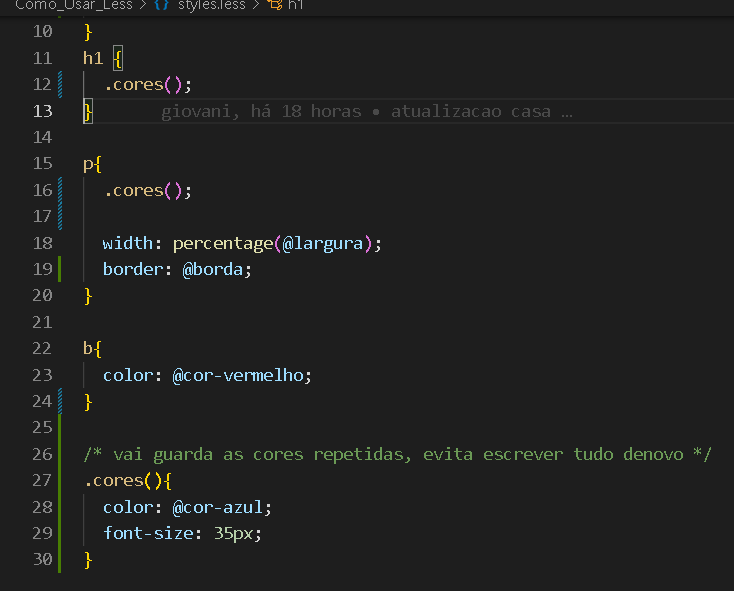 Como_Usar_Less > {} styles.less > h1
10 }
11 h1 {
12 .cores();
13 } giovani, há 18 horas • atualizacao casa …
14
15 p{
16 .cores();
17
18 width: percentage(@largura);
19 border: @borda;
20 }
21
22 b{
23 color: @cor-vermelho;
24 }
25
26 /* vai guarda as cores repetidas, evita escrever tudo denovo */
27 .cores(){
28 color: @cor-azul;
29 font-size: 35px;
30 }